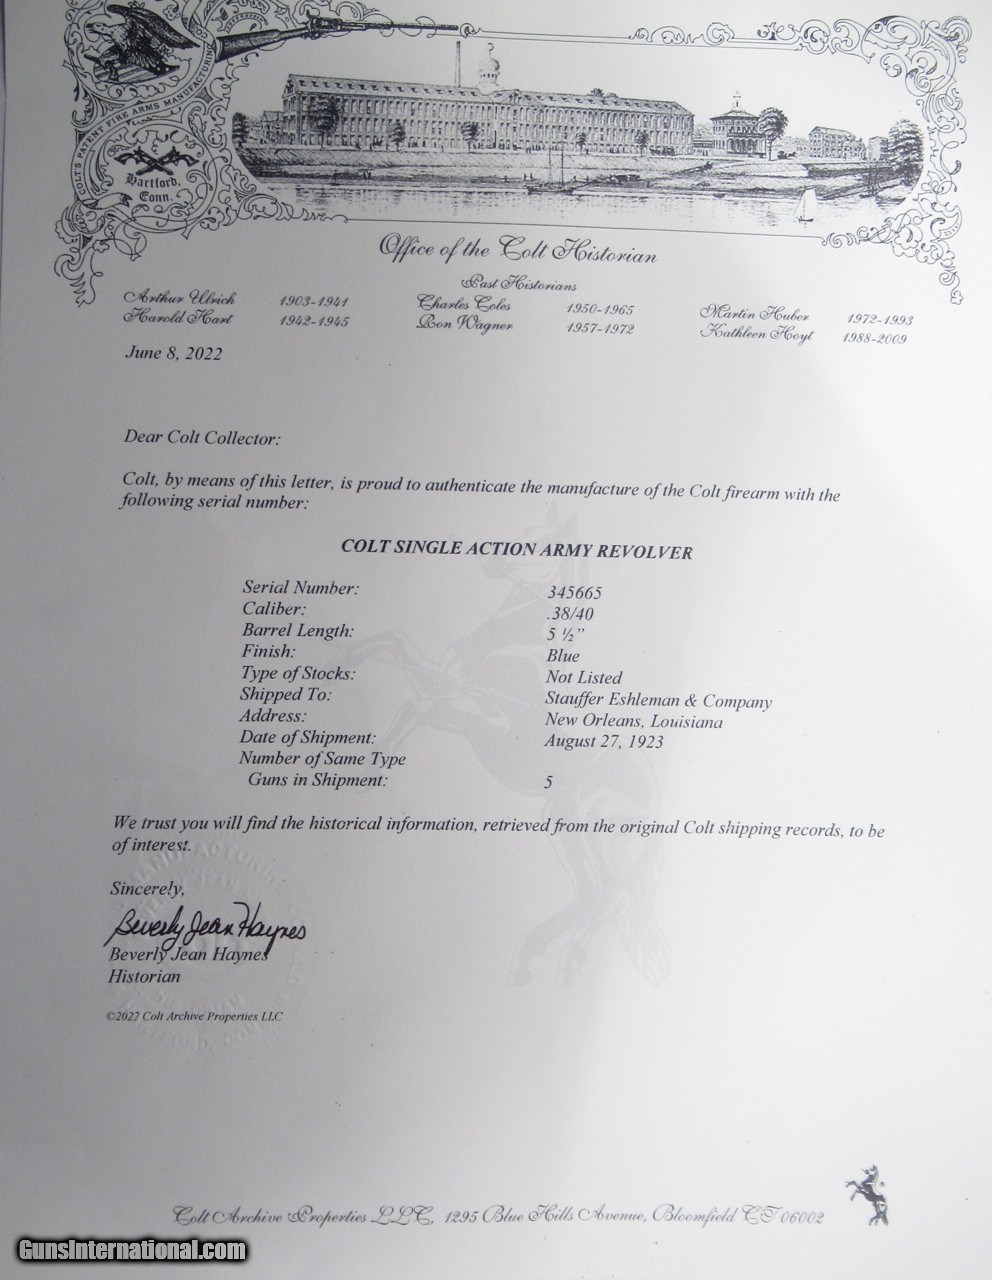 COLT'S PATENT FIRE ARMS MANUFACTURING CO
Hartford,
Conn.
Office of the Colt Historian
Past Historians
Arthur Ulrich 1903-1941 Charles Coles 1950-1965 Martin Huber 1972-1993
Harold Hart 1942-1945 Ron Wagner 1957-1972 Kathleen Hoyt 1988-2009
June 8, 2022
Dear Colt Collector:
Colt, by means of this letter, is proud to authenticate the manufacture of the Colt firearm with the
following serial number:
COLT SINGLE ACTION ARMY REVOLVER
Serial Number: 345665
Caliber: .38/40
Barrel Length: 5 ½"
Finish: Blue
Type of Stocks: Not Listed
Shipped To: Stauffer Eshleman & Company
Address: New Orleans, Louisiana
Date of Shipment: August 27, 1923
Number of Same Type
Guns in Shipment: 5
We trust you will find the historical information, retrieved from the original Colt shipping records, to be
of interest.
Sincerely,
Beverly Jean Haynes
Beverly Jean Haynes
Historian
©2022 Colt Archive Properties LLC
Colt Archive Properties LLC, 1295 Blue Hills Avenue, Bloomfield CT 06002
GunsInternational.com